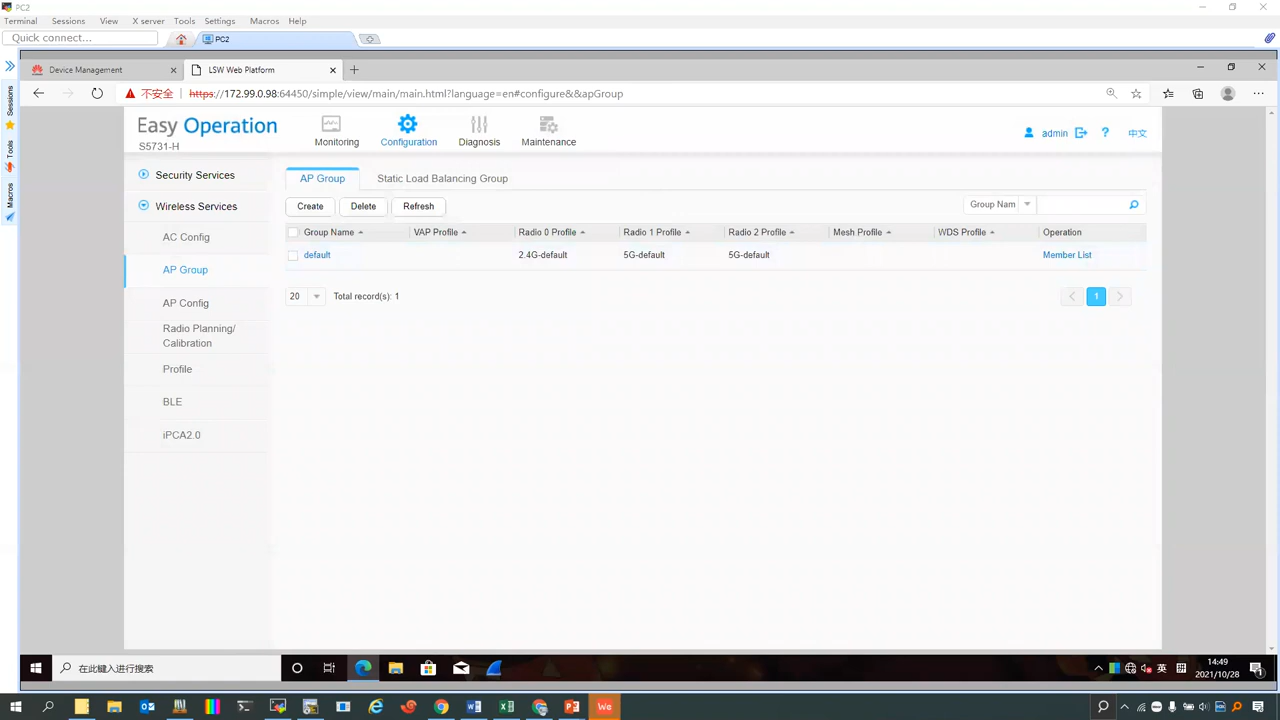 PC2
Terminal Sessions View X server Tools Settings Macros Help
Quick connect... PC2
Sessions
Tools
Macros
Device Management LSW Web Platform
不安全 https://172.99.0.98:64450/simple/view/main/main.html?language=en#configure&&apGroup
Easy Operation
S5731-H
Monitoring Configuration Diagnosis Maintenance
admin ? 中文
Security Services
Wireless Services
AC Config
AP Group
AP Config
Radio Planning/
Calibration
Profile
BLE
iPCA2.0
AP Group Static Load Balancing Group
Create Delete Refresh Group Nam
Group Name VAP Profile Radio 0 Profile Radio 1 Profile Radio 2 Profile Mesh Profile WDS Profile Operation
default 2.4G-default 5G-default 5G-default Member List
20 Total record(s): 1 1
在此键入进行搜索
英
14:49
2021/10/28
1
We